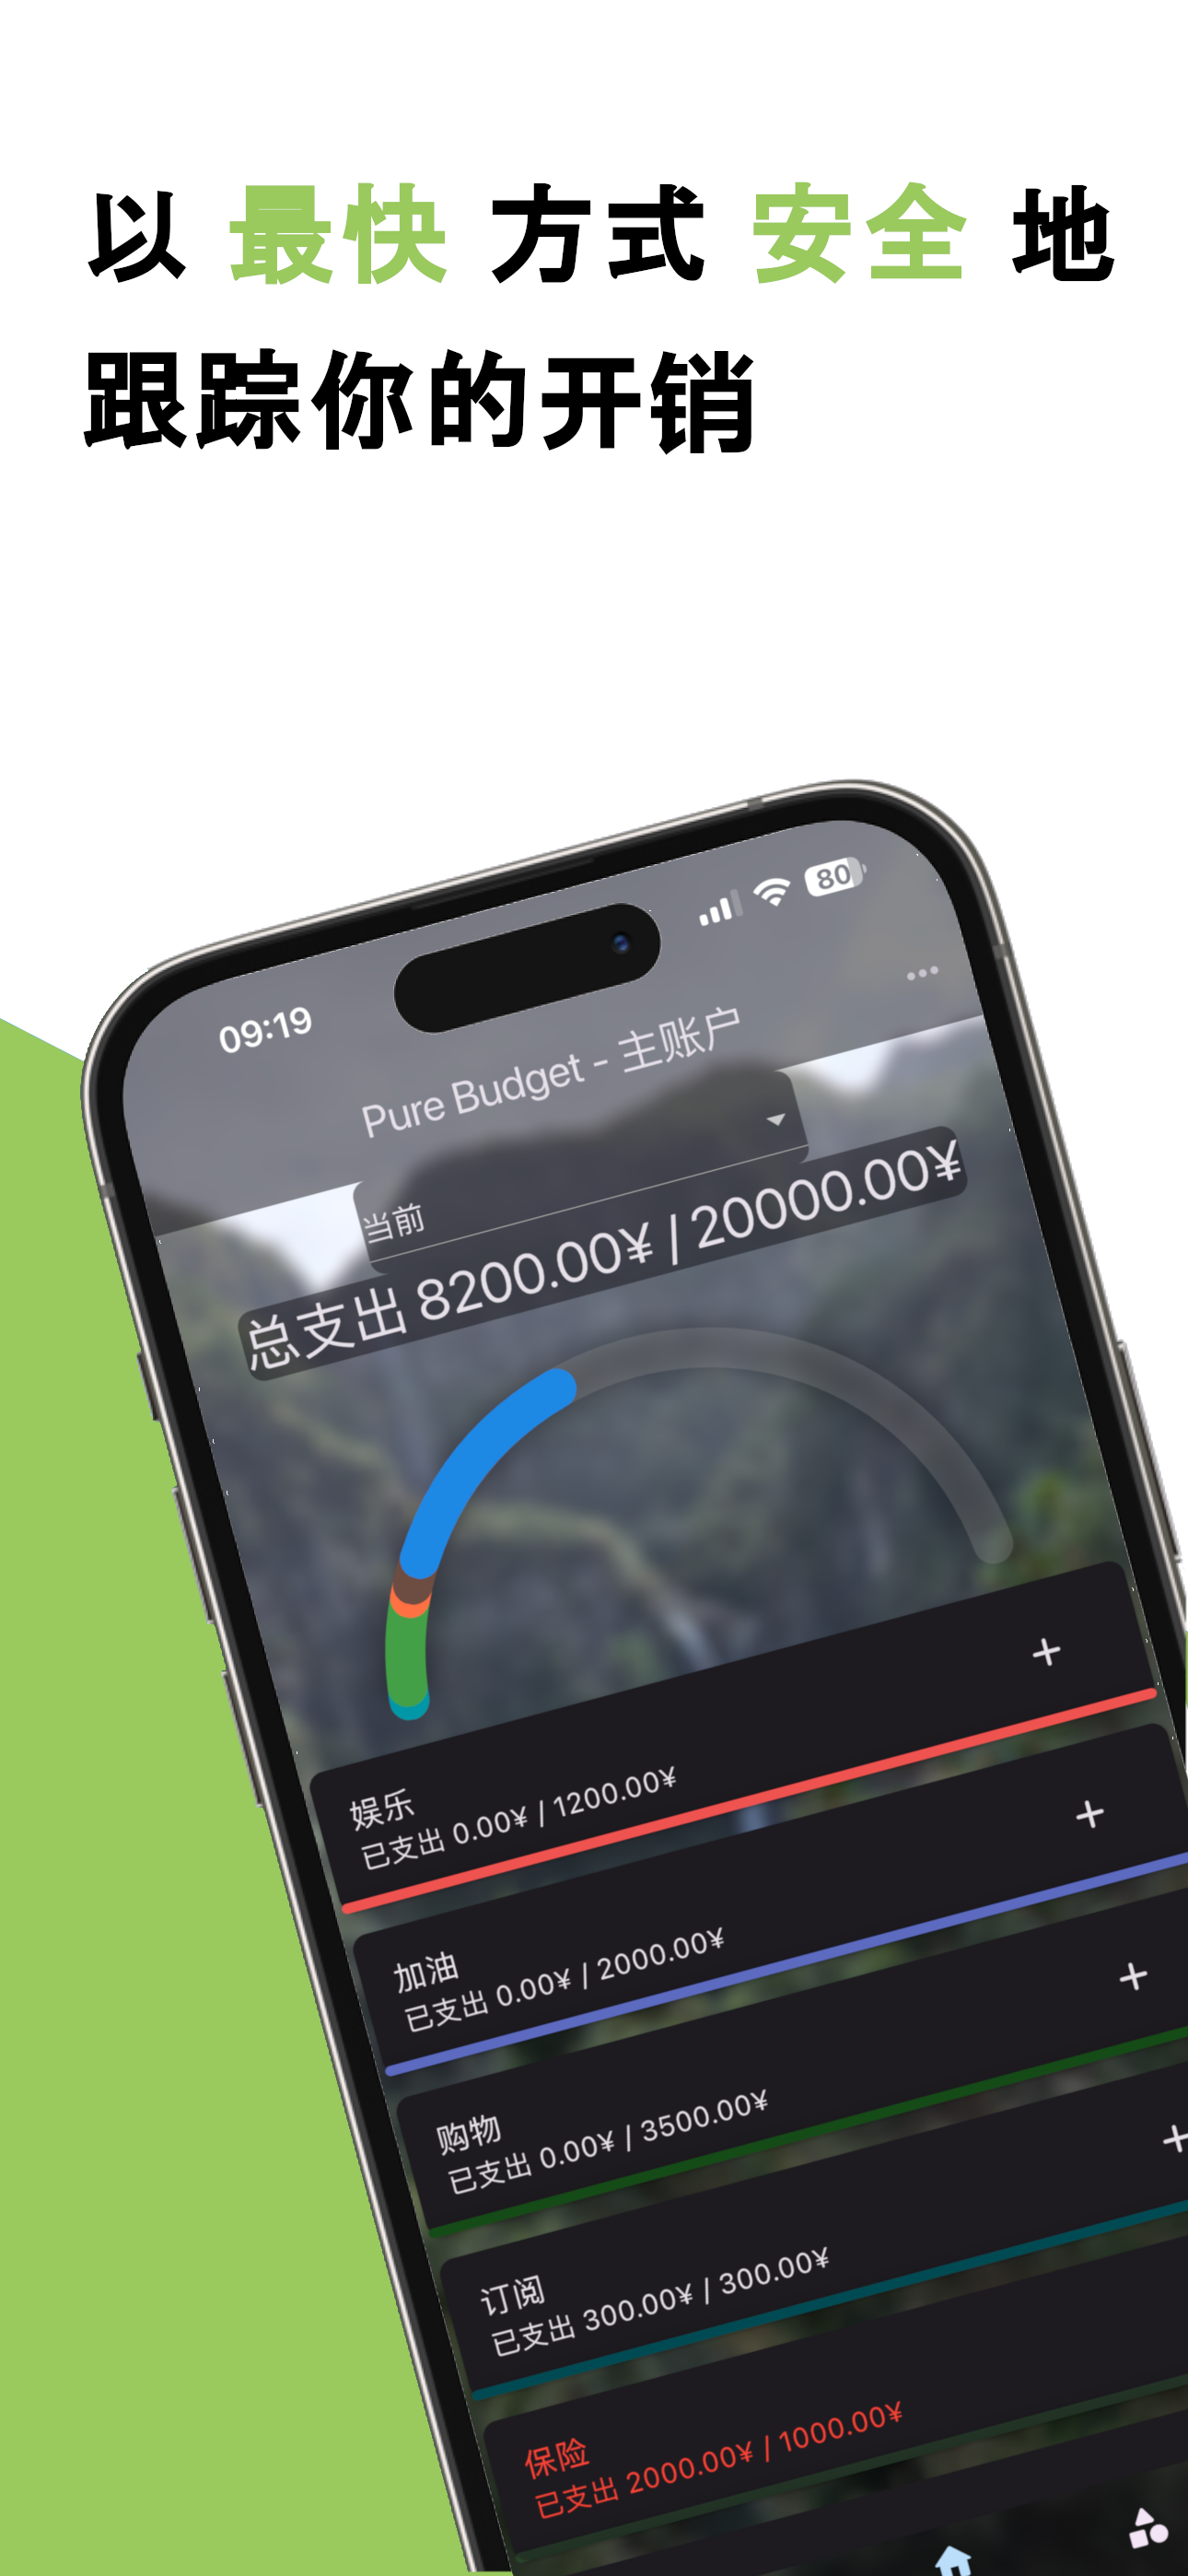 以 最快 方式 安全 地
跟踪你的开销
09:19
80
Pure Budget - 主账户
当前
总支出 8200.00¥ / 20000.00¥
娱乐
已支出 0.00¥ / 1200.00¥
加油
已支出 0.00¥ / 2000.00¥
购物
已支出 0.00¥ / 3500.00¥
订阅
已支出 300.00¥ / 300.00¥
保险
已支出 2000.00¥ / 1000.00¥